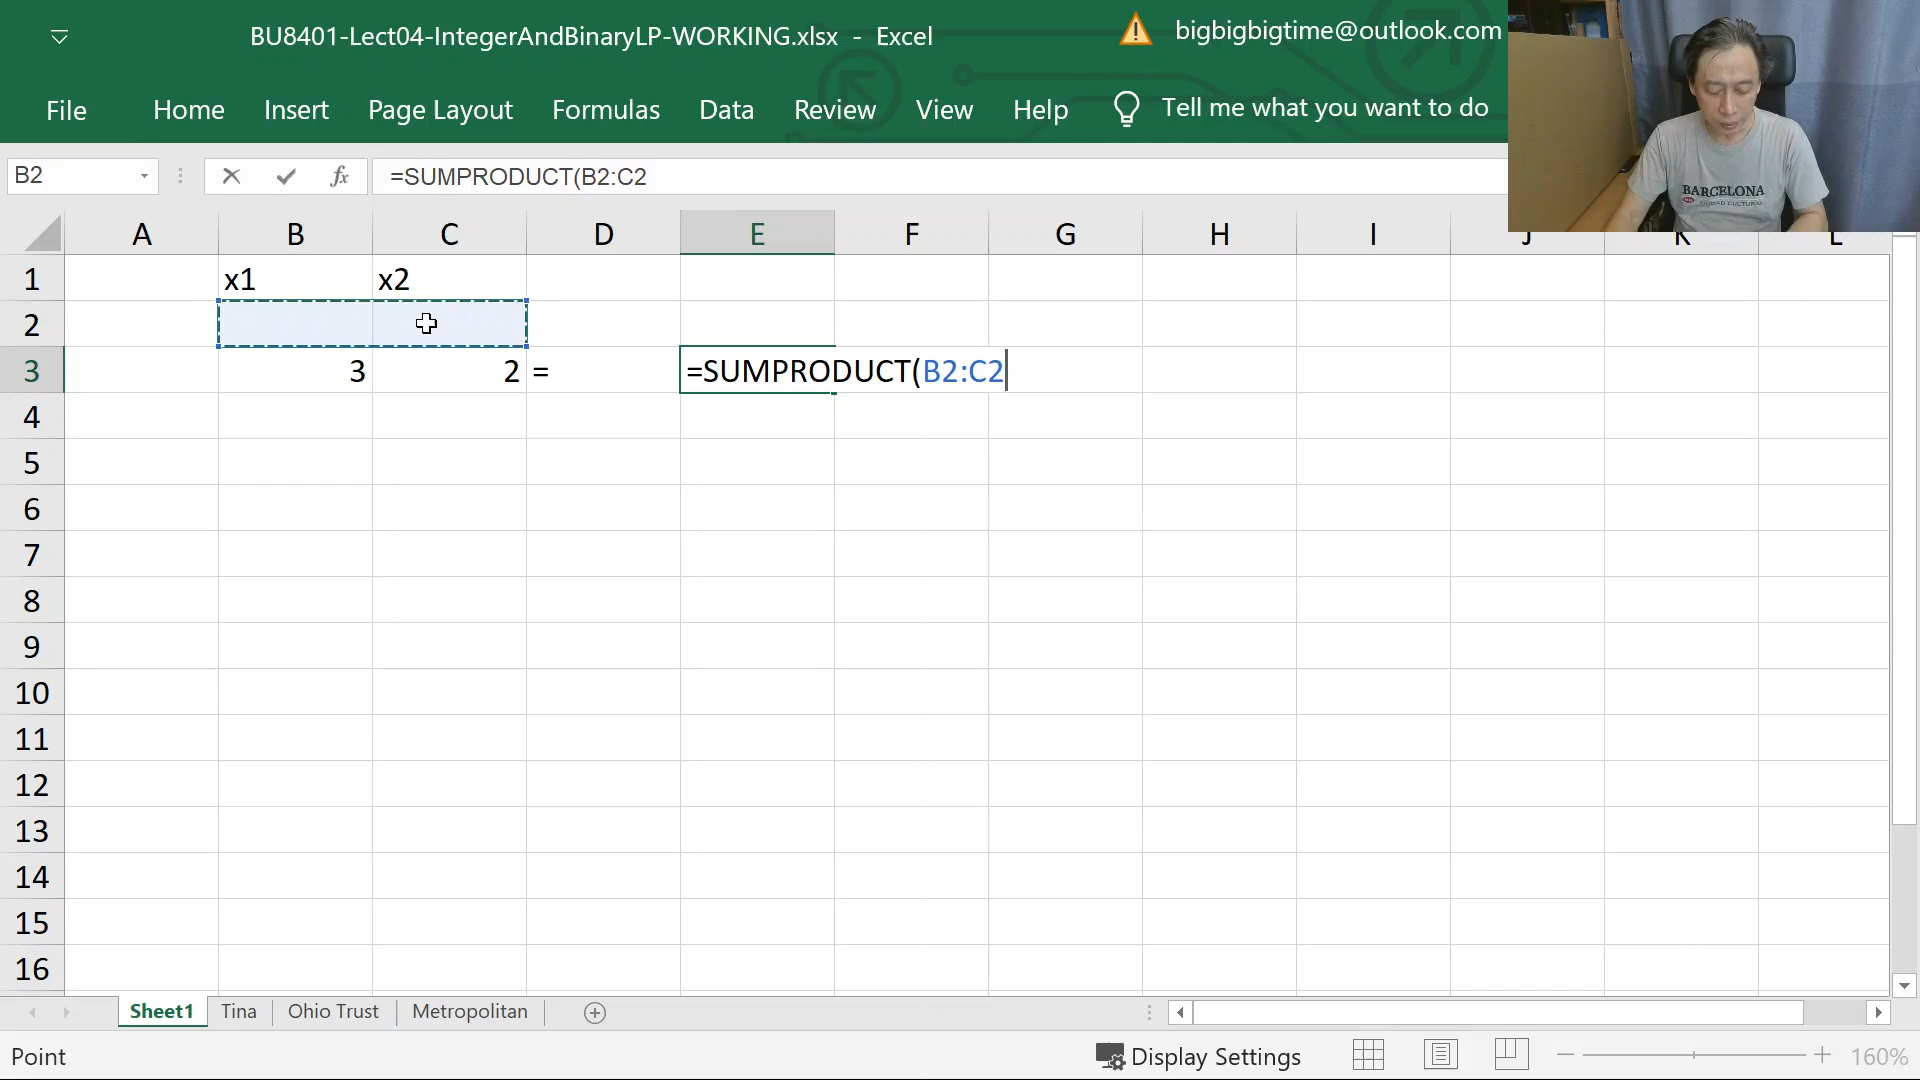 BU8401-Lect04-IntegerAndBinaryLP-WORKING.xlsx - Excel
bigbigbigtime@outlook.com
File Home Insert Page Layout Formulas Data Review View Help Tell me what you want to do
B2 fx =SUMPRODUCT(B2:C2
BARCELONA
A B C D E F G H I J K L
1 x1 x2
2
3 3 2 = =SUMPRODUCT(B2:C2
4
5
6
7
8
9
10
11
12
13
14
15
16
Sheet1 Tina Ohio Trust Metropolitan
Point Display Settings 160%